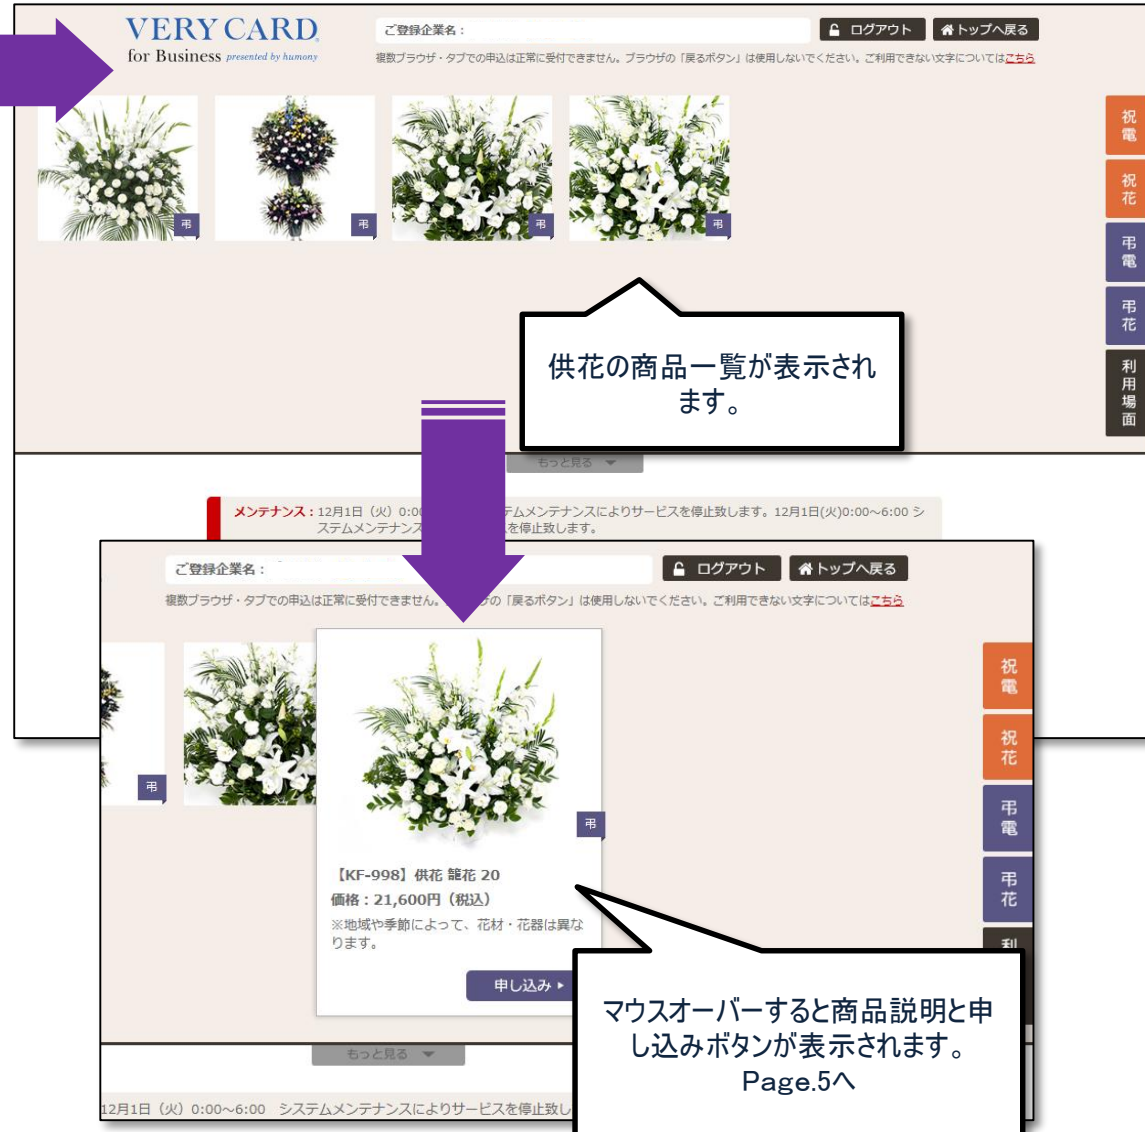 VERY CARD
for Business presented by humony
ご登録企業名：
ログアウト
トップへ戻る
複数ブラウザ・タブでの申込は正常に受付できません。ブラウザの「戻るボタン」は使用しないでください。ご利用できない文字についてはこちら
弔
弔
弔
弔
祝電
祝花
弔電
弔花
利用場面
供花の商品一覧が表示され
ます。
もっと見る
メンテナンス：12月1日（火）0:00
テムメンテナンスによりサービスを停止致します。12月1日(火)0:00～6:00 シ
ステムメンテナンス
を停止致します。
ご登録企業名：
ログアウト
トップへ戻る
複数ブラウザ・タブでの申込は正常に受付できません。
の「戻るボタン」は使用しないでください。ご利用できない文字についてはこちら
弔
弔
祝電
祝花
弔電
弔花
利
【KF-998】供花 籠花 20
価格：21,600円（税込）
※地域や季節によって、花材・花器は異な
ります。
申し込み
マウスオーバーすると商品説明と申
し込みボタンが表示されます。
Page.5へ
もっと見る
12月1日（火）0:00～6:00　システムメンテナンスによりサービスを停止致し